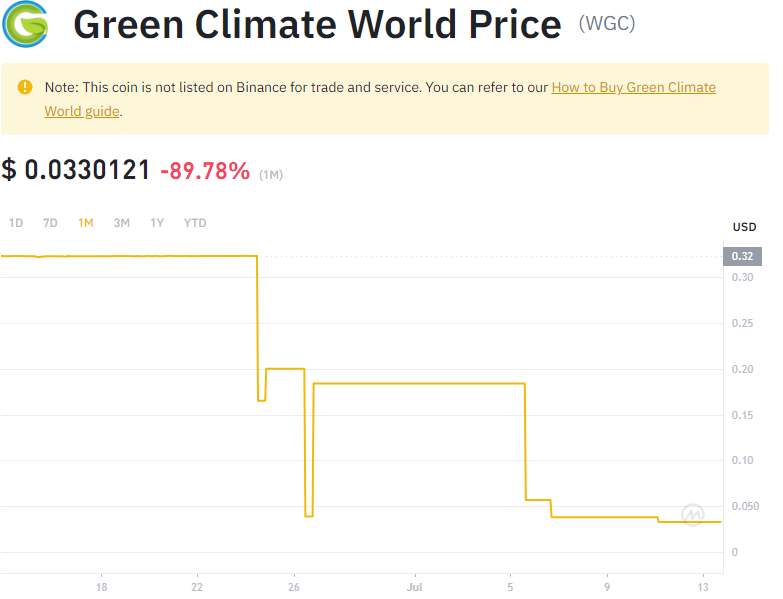 Green Climate World Price (WGC)
Note: This coin is not listed on Binance for trade and service. You can refer to our How to Buy Green Climate
World guide.
$ 0.0330121 -89.78% (1M)
1D 7D 1M 3M 1Y YTD
USD
0.32
0.30
0.25
0.20
0.15
0.10
0.050
0
18 22 26 Jul 5 9 13